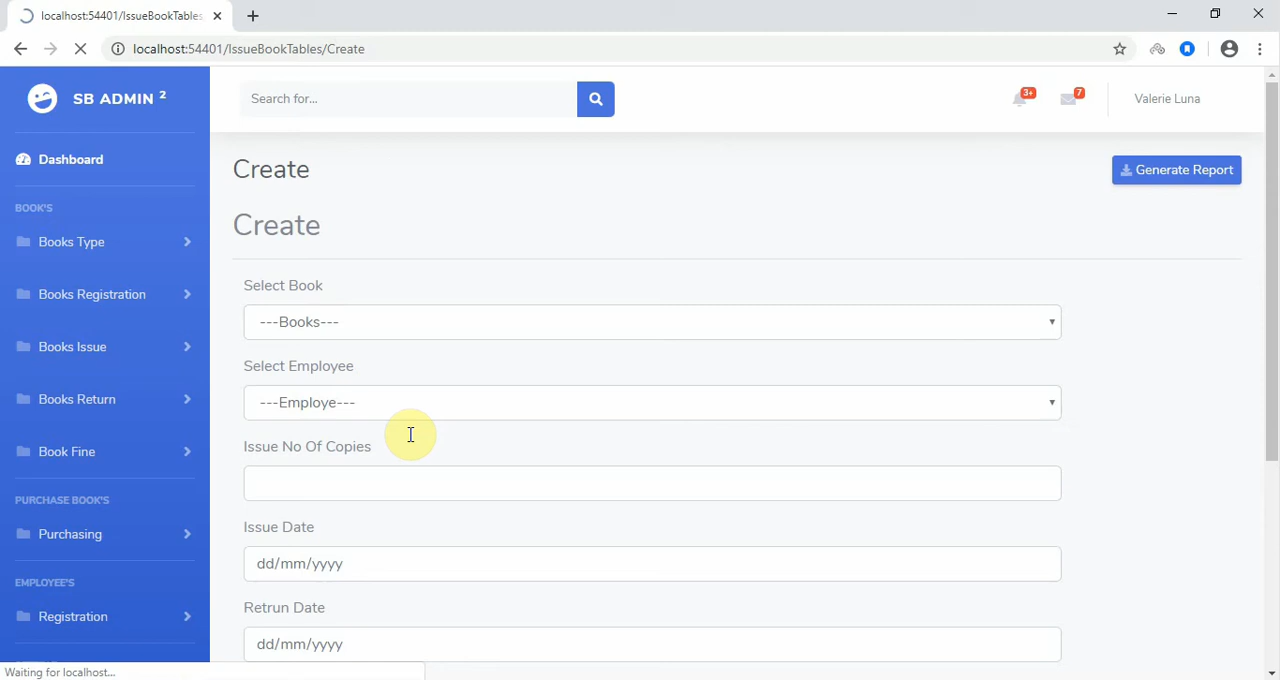 localhost:54401/IssueBookTables
localhost:54401/IssueBookTables/Create
SB ADMIN 2
Search for...
3+
7
Valerie Luna
Dashboard
Create
Generate Report
BOOK'S
Create
Books Type
Select Book
Books Registration
---Books---
Books Issue
Select Employee
Books Return
---Employe---
Book Fine
Issue No Of Copies
PURCHASE BOOK'S
Issue Date
Purchasing
dd/mm/yyyy
EMPLOYEE'S
Retrun Date
Registration
dd/mm/yyyy
Waiting for localhost...